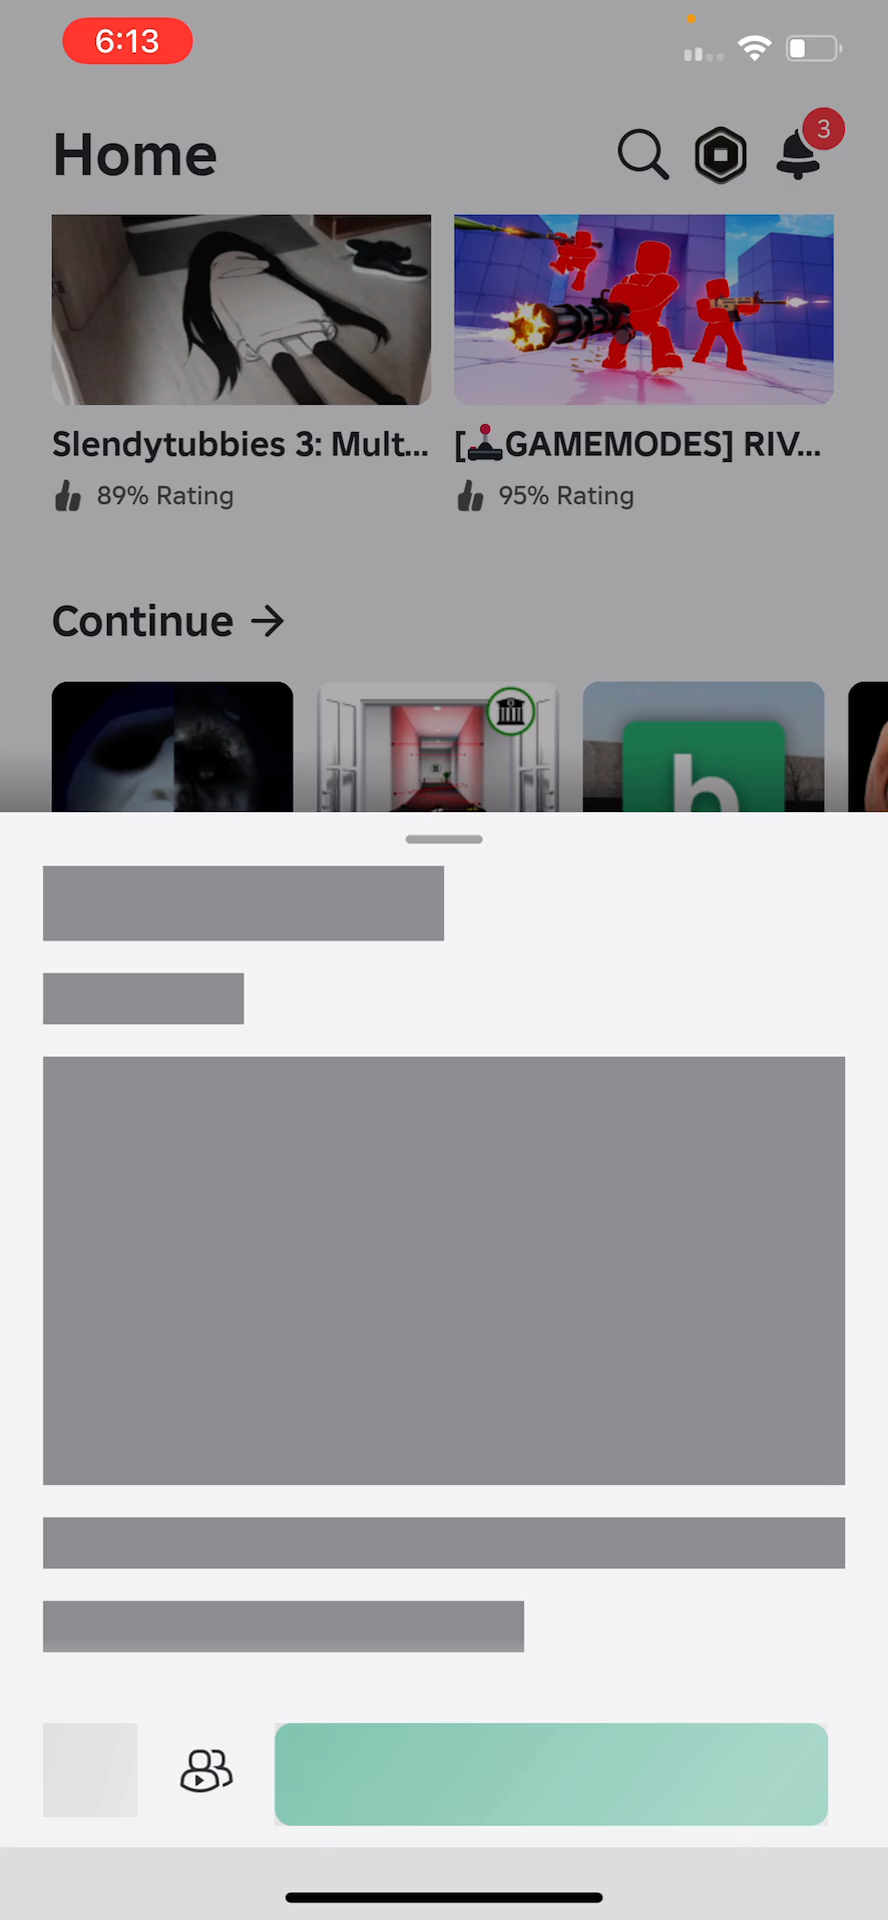 6:13
Home
3
Slendytubbies 3: Mult...
[🕹️GAMEMODES] RIV...
89% Rating
95% Rating
Continue →
h